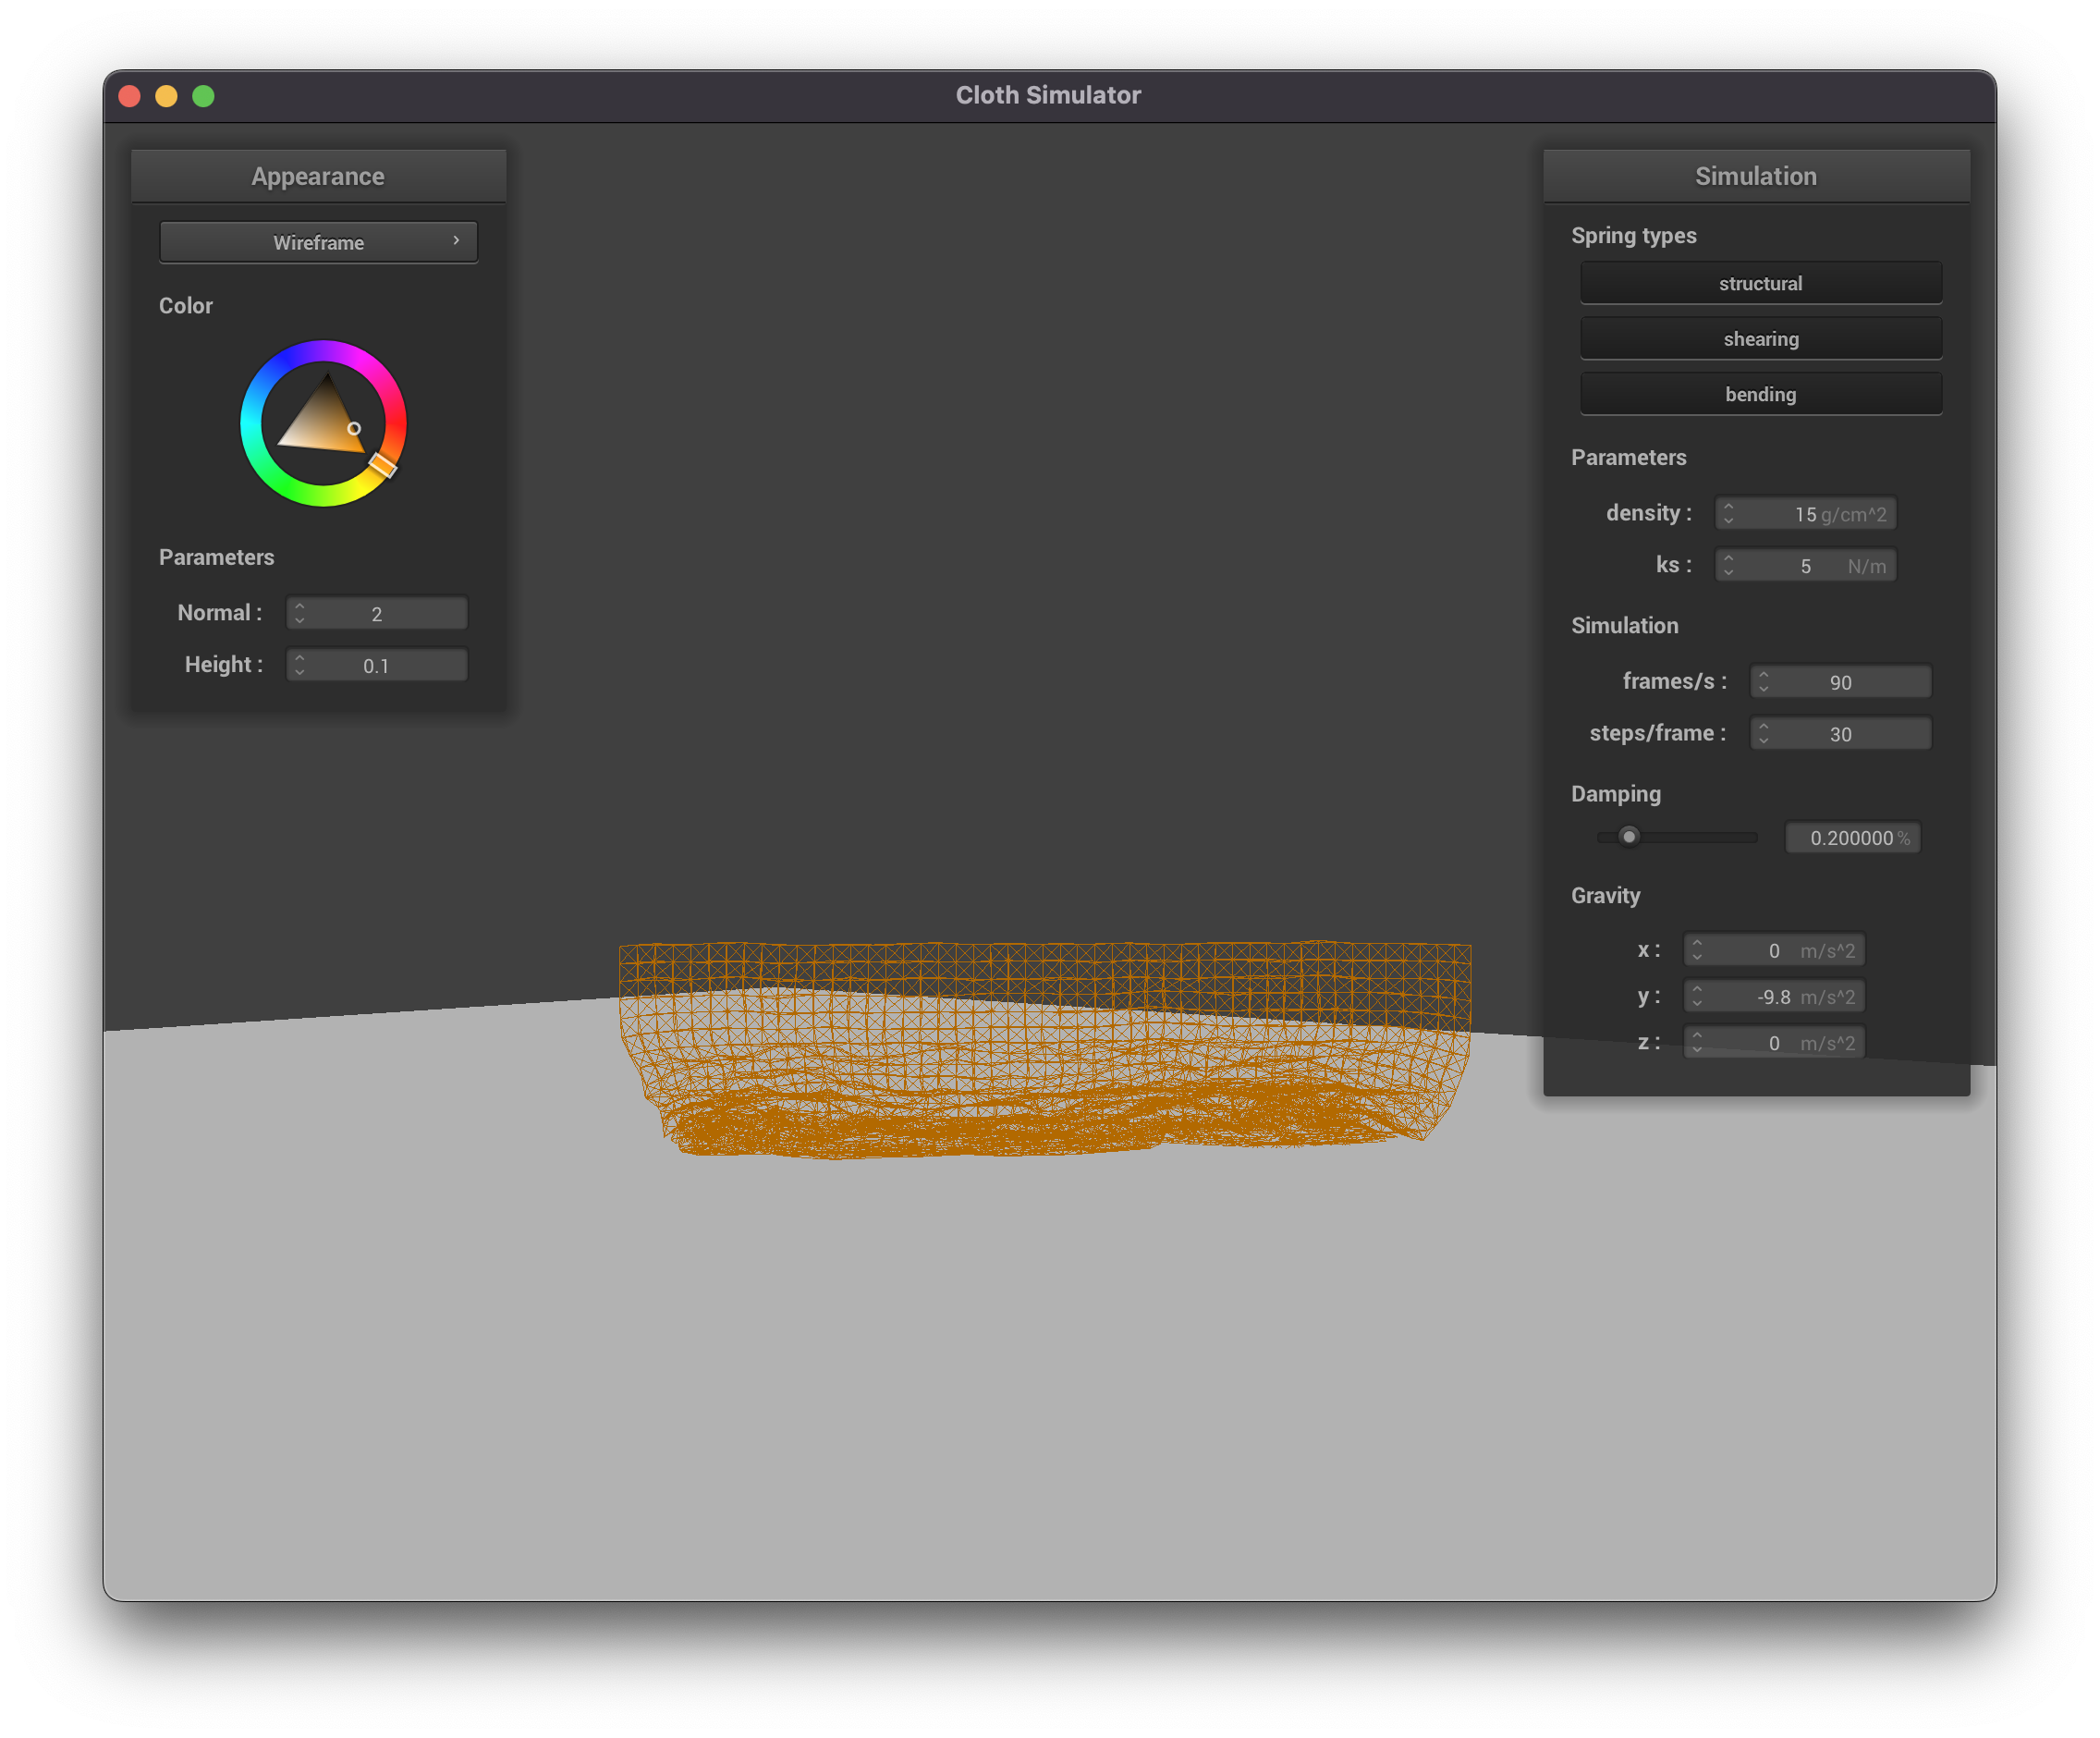 Cloth Simulator
Appearance
Wireframe
Color
Parameters
Normal : 2
Height : 0.1
Simulation
Spring types
structural
shearing
bending
Parameters
density : 15 g/cm^2
ks : 5 N/m
Simulation
frames/s : 90
steps/frame : 30
Damping
0.200000 %
Gravity
x : 0 m/s^2
y : -9.8 m/s^2
z : 0 m/s^2